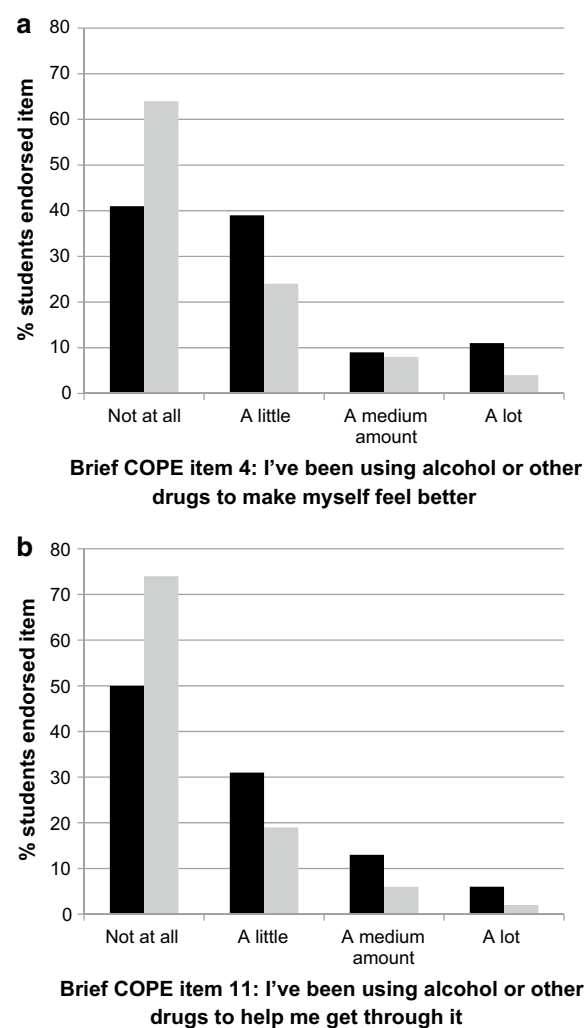 a
80
70
60
50
40
30
20
10
0
% students endorsed item
Not at all
A little
A medium
amount
A lot
Brief COPE item 4: I’ve been using alcohol or other
drugs to make myself feel better
b
80
70
60
50
40
30
20
10
0
% students endorsed item
Not at all
A little
A medium
amount
A lot
Brief COPE item 11: I’ve been using alcohol or other
drugs to help me get through it